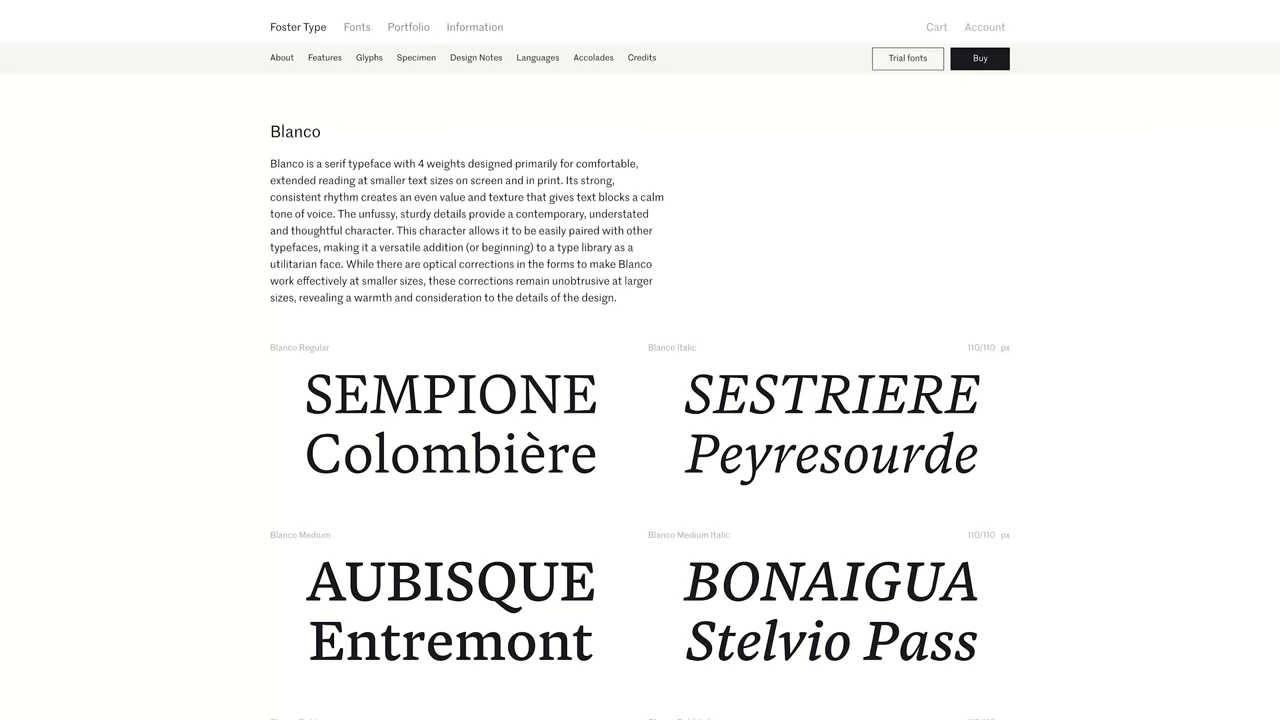 Foster Type Fonts Portfolio Information Cart Account
About Features Glyphs Specimen Design Notes Languages Accolades Credits Trial fonts Buy
Blanco
Blanco is a serif typeface with 4 weights designed primarily for comfortable,
extended reading at smaller text sizes on screen and in print. Its strong,
consistent rhythm creates an even value and texture that gives text blocks a calm
tone of voice. The unfussy, sturdy details provide a contemporary, understated
and thoughtful character. This character allows it to be easily paired with other
typefaces, making it a versatile addition (or beginning) to a type library as a
utilitarian face. While there are optical corrections in the forms to make Blanco
work effectively at smaller sizes, these corrections remain unobtrusive at larger
sizes, revealing a warmth and consideration to the details of the design.
Blanco Regular
SEMPIONE
Colombière
Blanco Italic 110/110 px
SESTRIERE
Peyresourde
Blanco Medium
AUBISQUE
Entremont
Blanco Medium Italic 110/110 px
BONAIGUA
Stelvio Pass